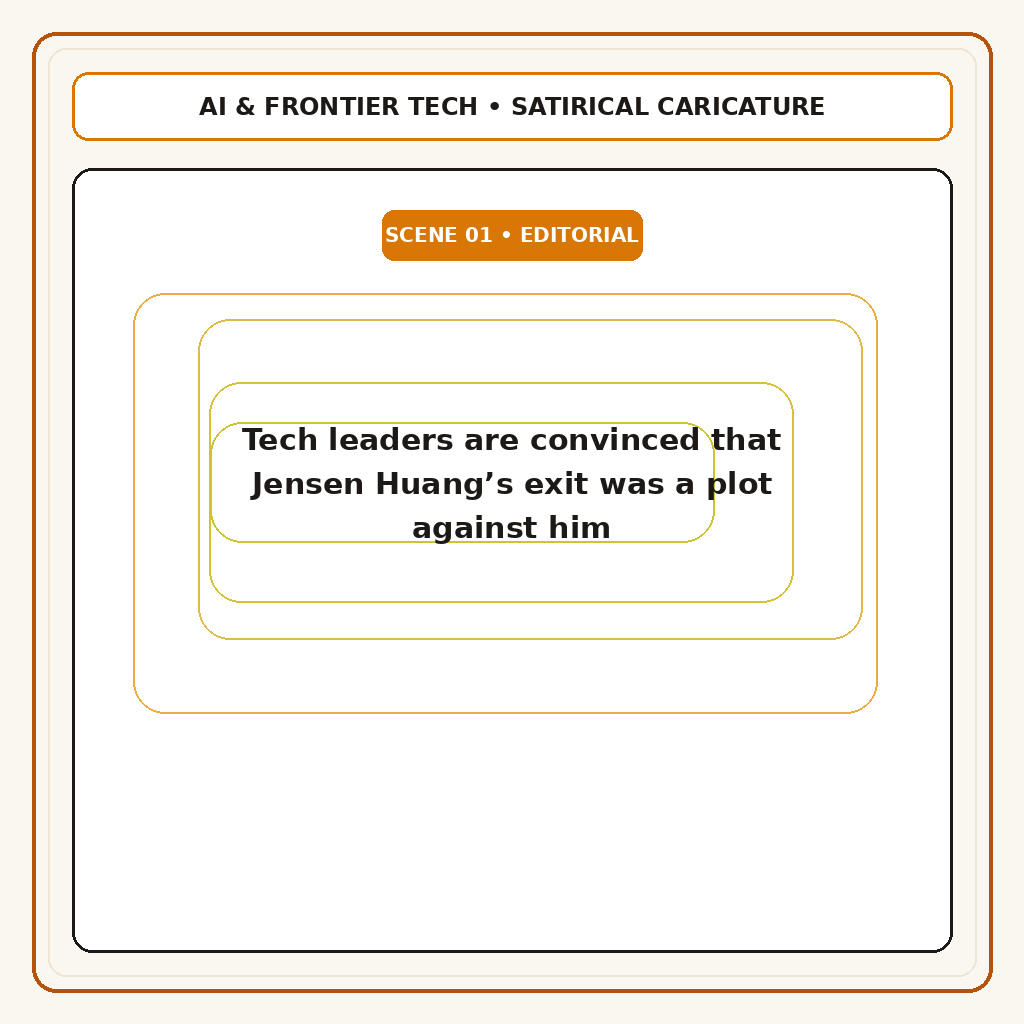 AI & FRONTIER TECH • SATIRICAL CARICATURE
SCENE 01 • EDITORIAL
Tech leaders are convinced that
Jensen Huang’s exit was a plot
against him